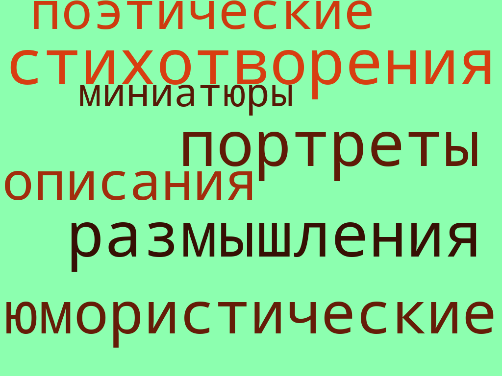 поэтические
стихотворения
миниатюры
портреты
описания
размышления
юмористические